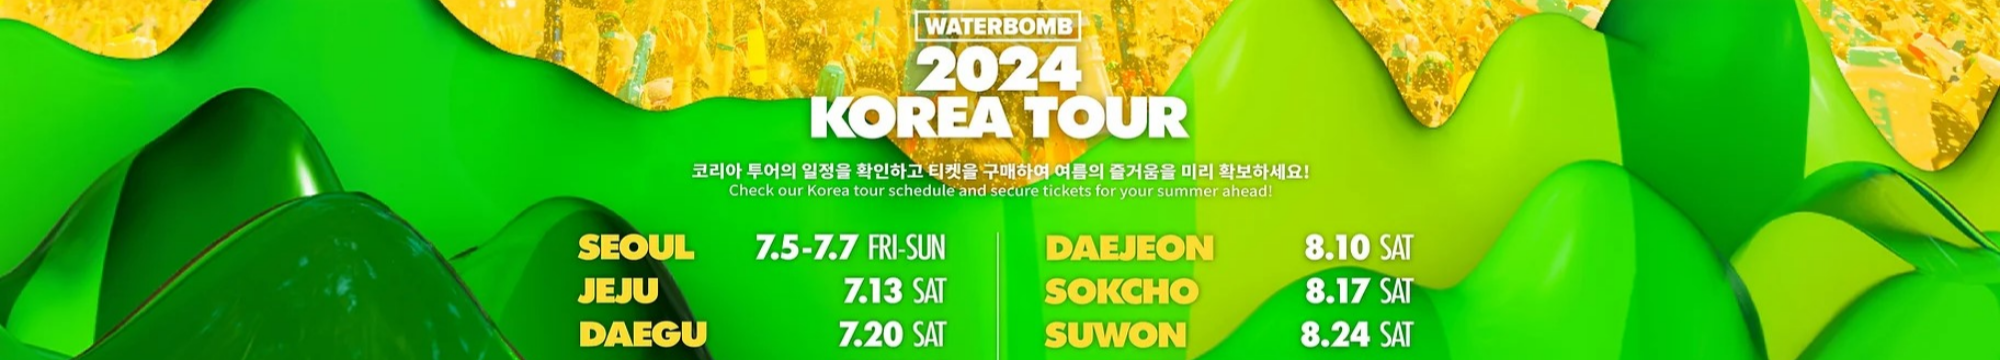 WATERBOMB
2024
KOREA TOUR
코리아 투어의 일정을 확인하고 티켓을 구매하여 여름의 즐거움을 미리 확보하세요!
Check our Korea tour schedule and secure tickets for your summer ahead!
SEOUL 7.5-7.7 FRI-SUN
JEJU 7.13 SAT
DAEGU 7.20 SAT
DAEJEON 8.10 SAT
SOKCHO 8.17 SAT
SUWON 8.24 SAT